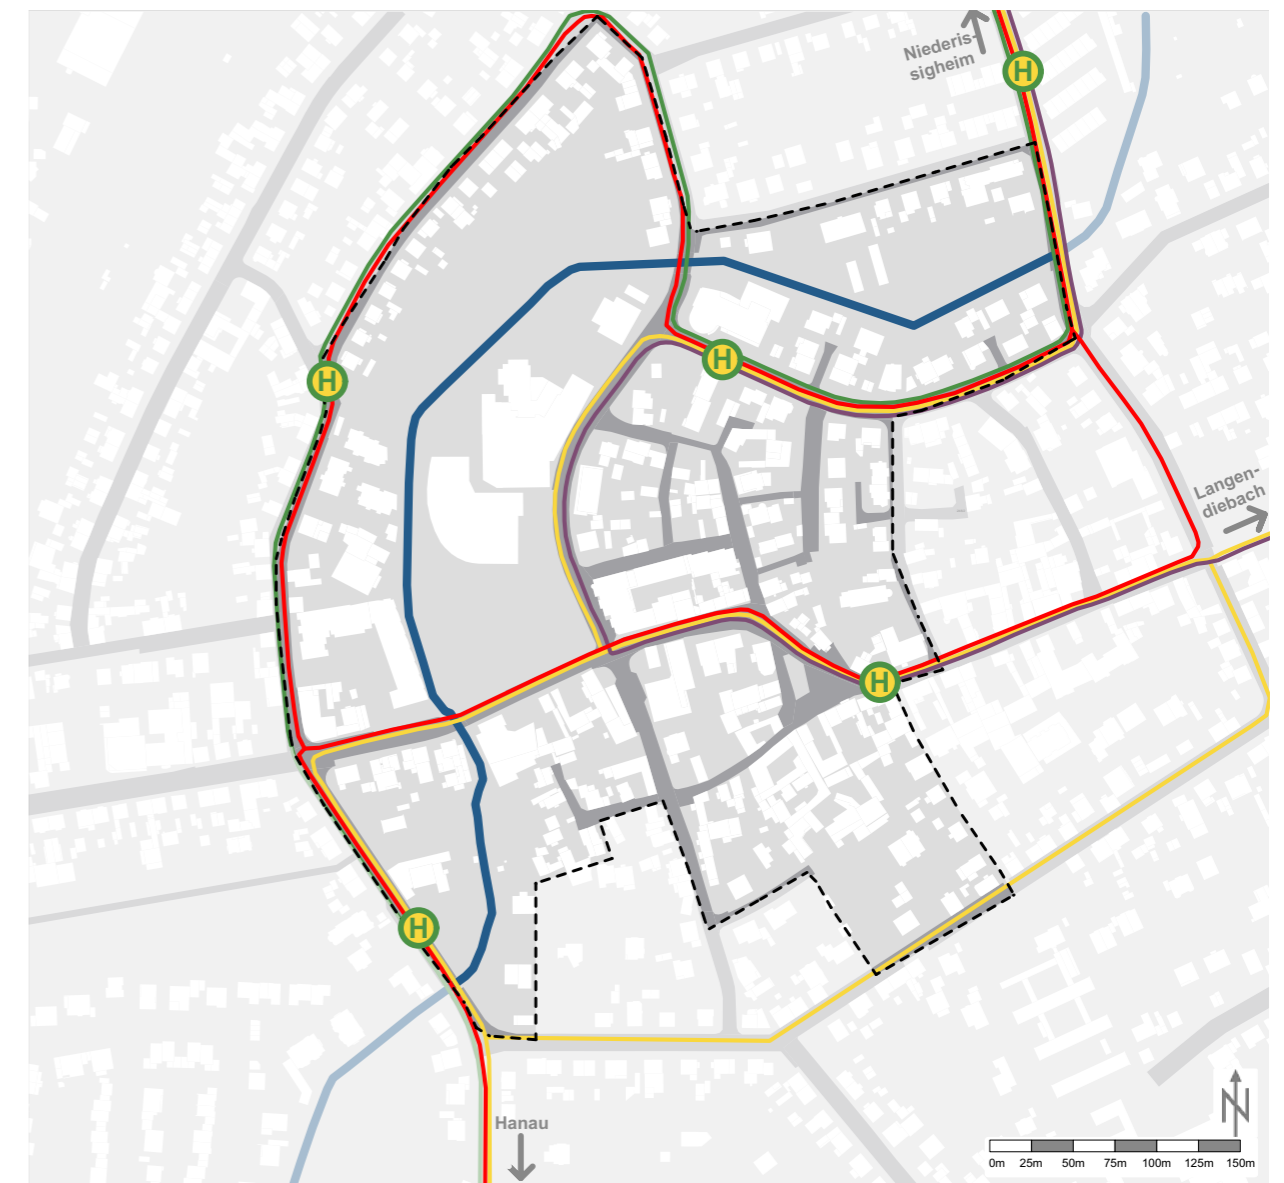 Niederis-
sigheim
H
H
H
Langen-
diebach
H
H
Hanau
N
0m 25m 50m 75m 100m 125m 150m